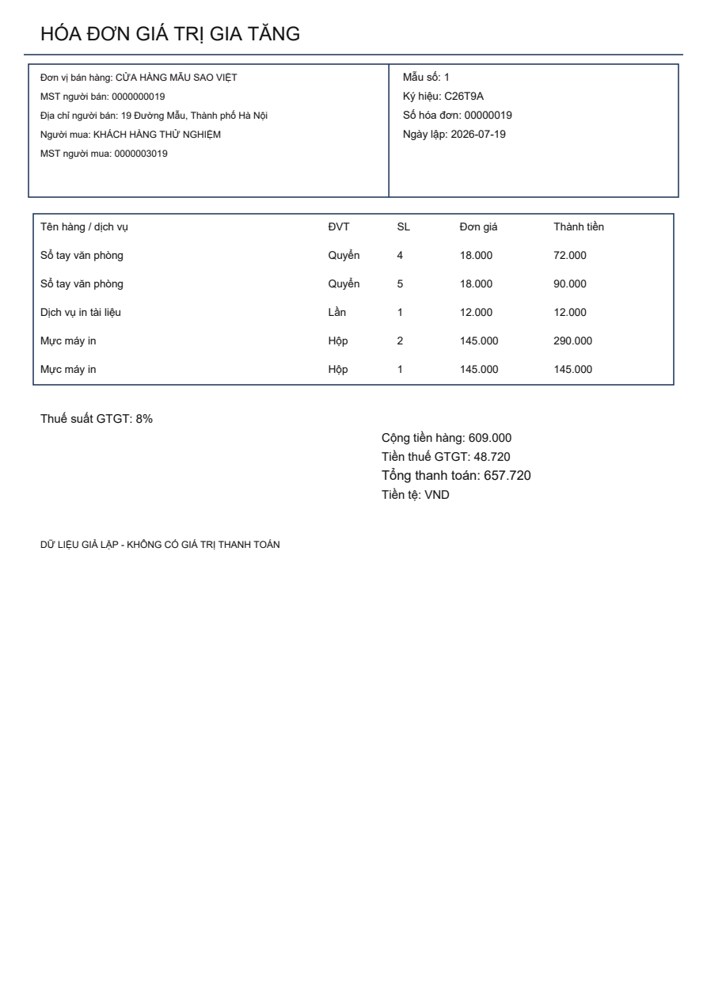 HÓA ĐƠN GIÁ TRỊ GIA TĂNG
Đơn vị bán hàng: CỬA HÀNG MẪU SAO VIỆT
MST người bán: 0000000019
Địa chỉ người bán: 19 Đường Mẫu, Thành phố Hà Nội
Người mua: KHÁCH HÀNG THỬ NGHIỆM
MST người mua: 0000003019
Mẫu số: 1
Ký hiệu: C26T9A
Số hóa đơn: 00000019
Ngày lập: 2026-07-19
Tên hàng / dịch vụ ĐVT SL Đơn giá Thành tiền
Sổ tay văn phòng Quyển 4 18.000 72.000
Sổ tay văn phòng Quyển 5 18.000 90.000
Dịch vụ in tài liệu Lần 1 12.000 12.000
Mực máy in Hộp 2 145.000 290.000
Mực máy in Hộp 1 145.000 145.000
Thuế suất GTGT: 8%
Cộng tiền hàng: 609.000
Tiền thuế GTGT: 48.720
Tổng thanh toán: 657.720
Tiền tệ: VND
DỮ LIỆU GIẢ LẬP - KHÔNG CÓ GIÁ TRỊ THANH TOÁN